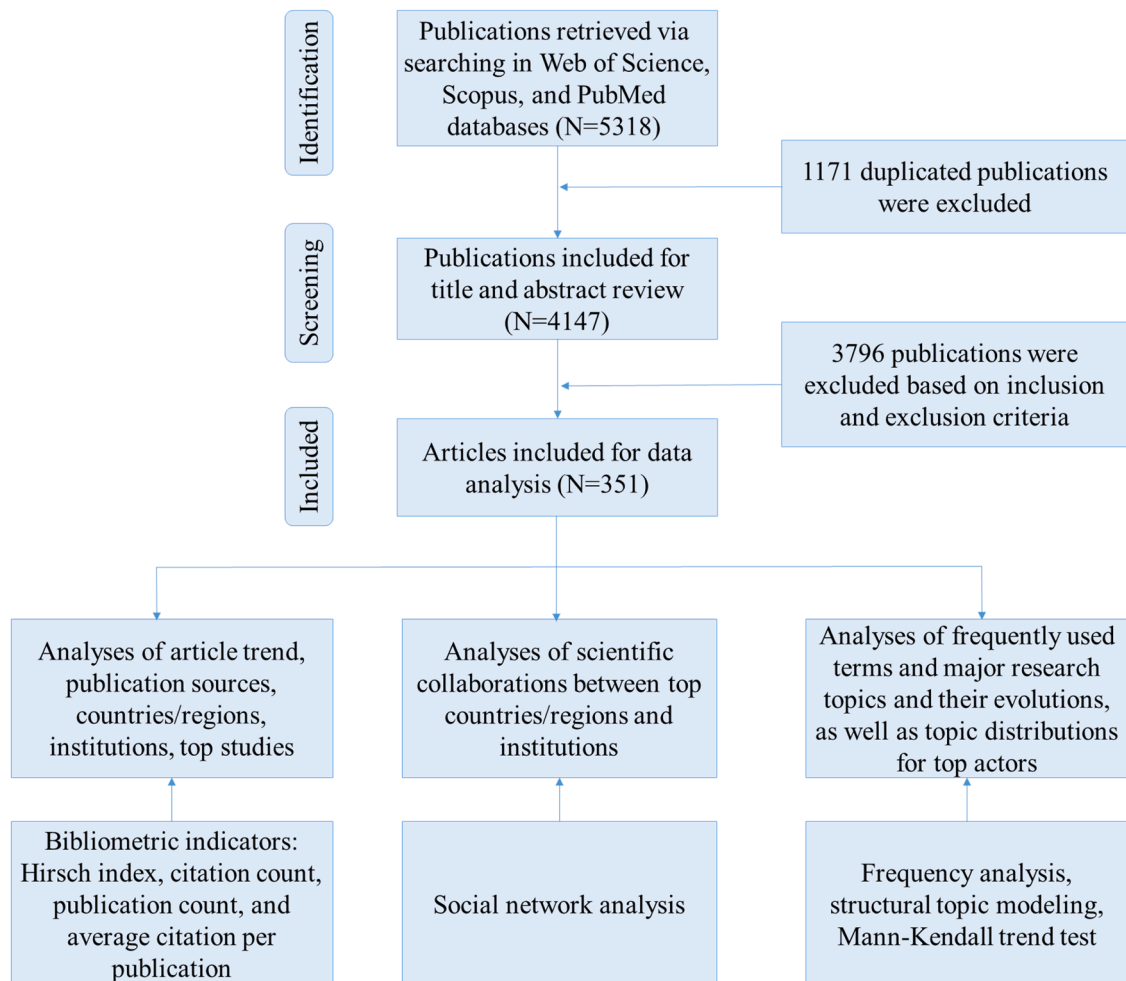 Identification
Publications retrieved via
searching in Web of Science,
Scopus, and PubMed
databases (N=5318)
1171 duplicated publications
were excluded
Screening
Publications included for
title and abstract review
(N=4147)
3796 publications were
excluded based on inclusion
and exclusion criteria
Included
Articles included for data
analysis (N=351)
Analyses of article trend,
publication sources,
countries/regions,
institutions, top studies
Analyses of scientific
collaborations between top
countries/regions and
institutions
Analyses of frequently used
terms and major research
topics and their evolutions,
as well as topic distributions
for top actors
Bibliometric indicators:
Hirsch index, citation count,
publication count, and
average citation per
publication
Social network analysis
Frequency analysis,
structural topic modeling,
Mann-Kendall trend test